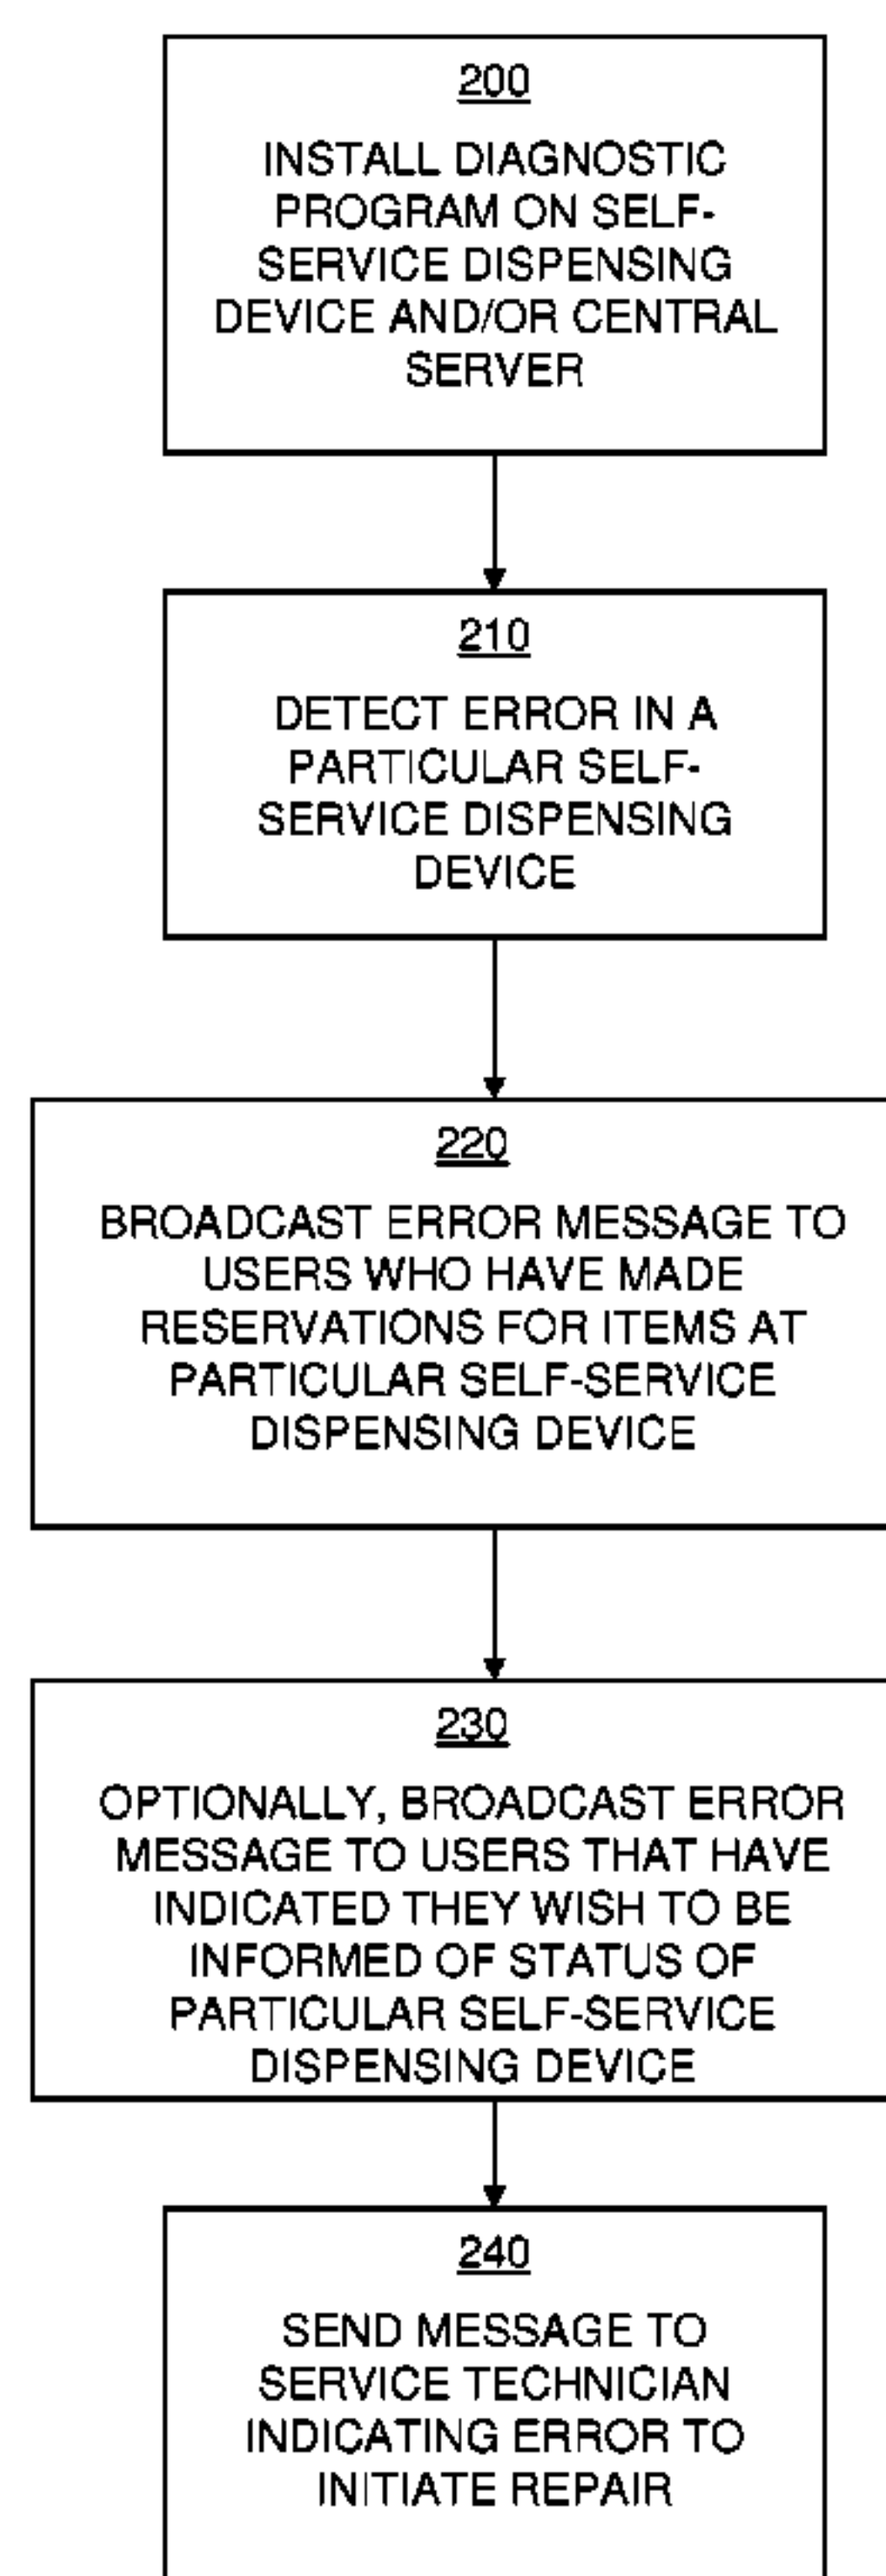 200
INSTALL DIAGNOSTIC
PROGRAM ON SELF-
SERVICE DISPENSING
DEVICE AND/OR CENTRAL
SERVER
210
DETECT ERROR IN A
PARTICULAR SELF-
SERVICE DISPENSING
DEVICE
220
BROADCAST ERROR MESSAGE TO
USERS WHO HAVE MADE
RESERVATIONS FOR ITEMS AT
PARTICULAR SELF-SERVICE
DISPENSING DEVICE
230
OPTIONALLY, BROADCAST ERROR
MESSAGE TO USERS THAT HAVE
INDICATED THEY WISH TO BE
INFORMED OF STATUS OF
PARTICULAR SELF-SERVICE
DISPENSING DEVICE
240
SEND MESSAGE TO
SERVICE TECHNICIAN
INDICATING ERROR TO
INITIATE REPAIR